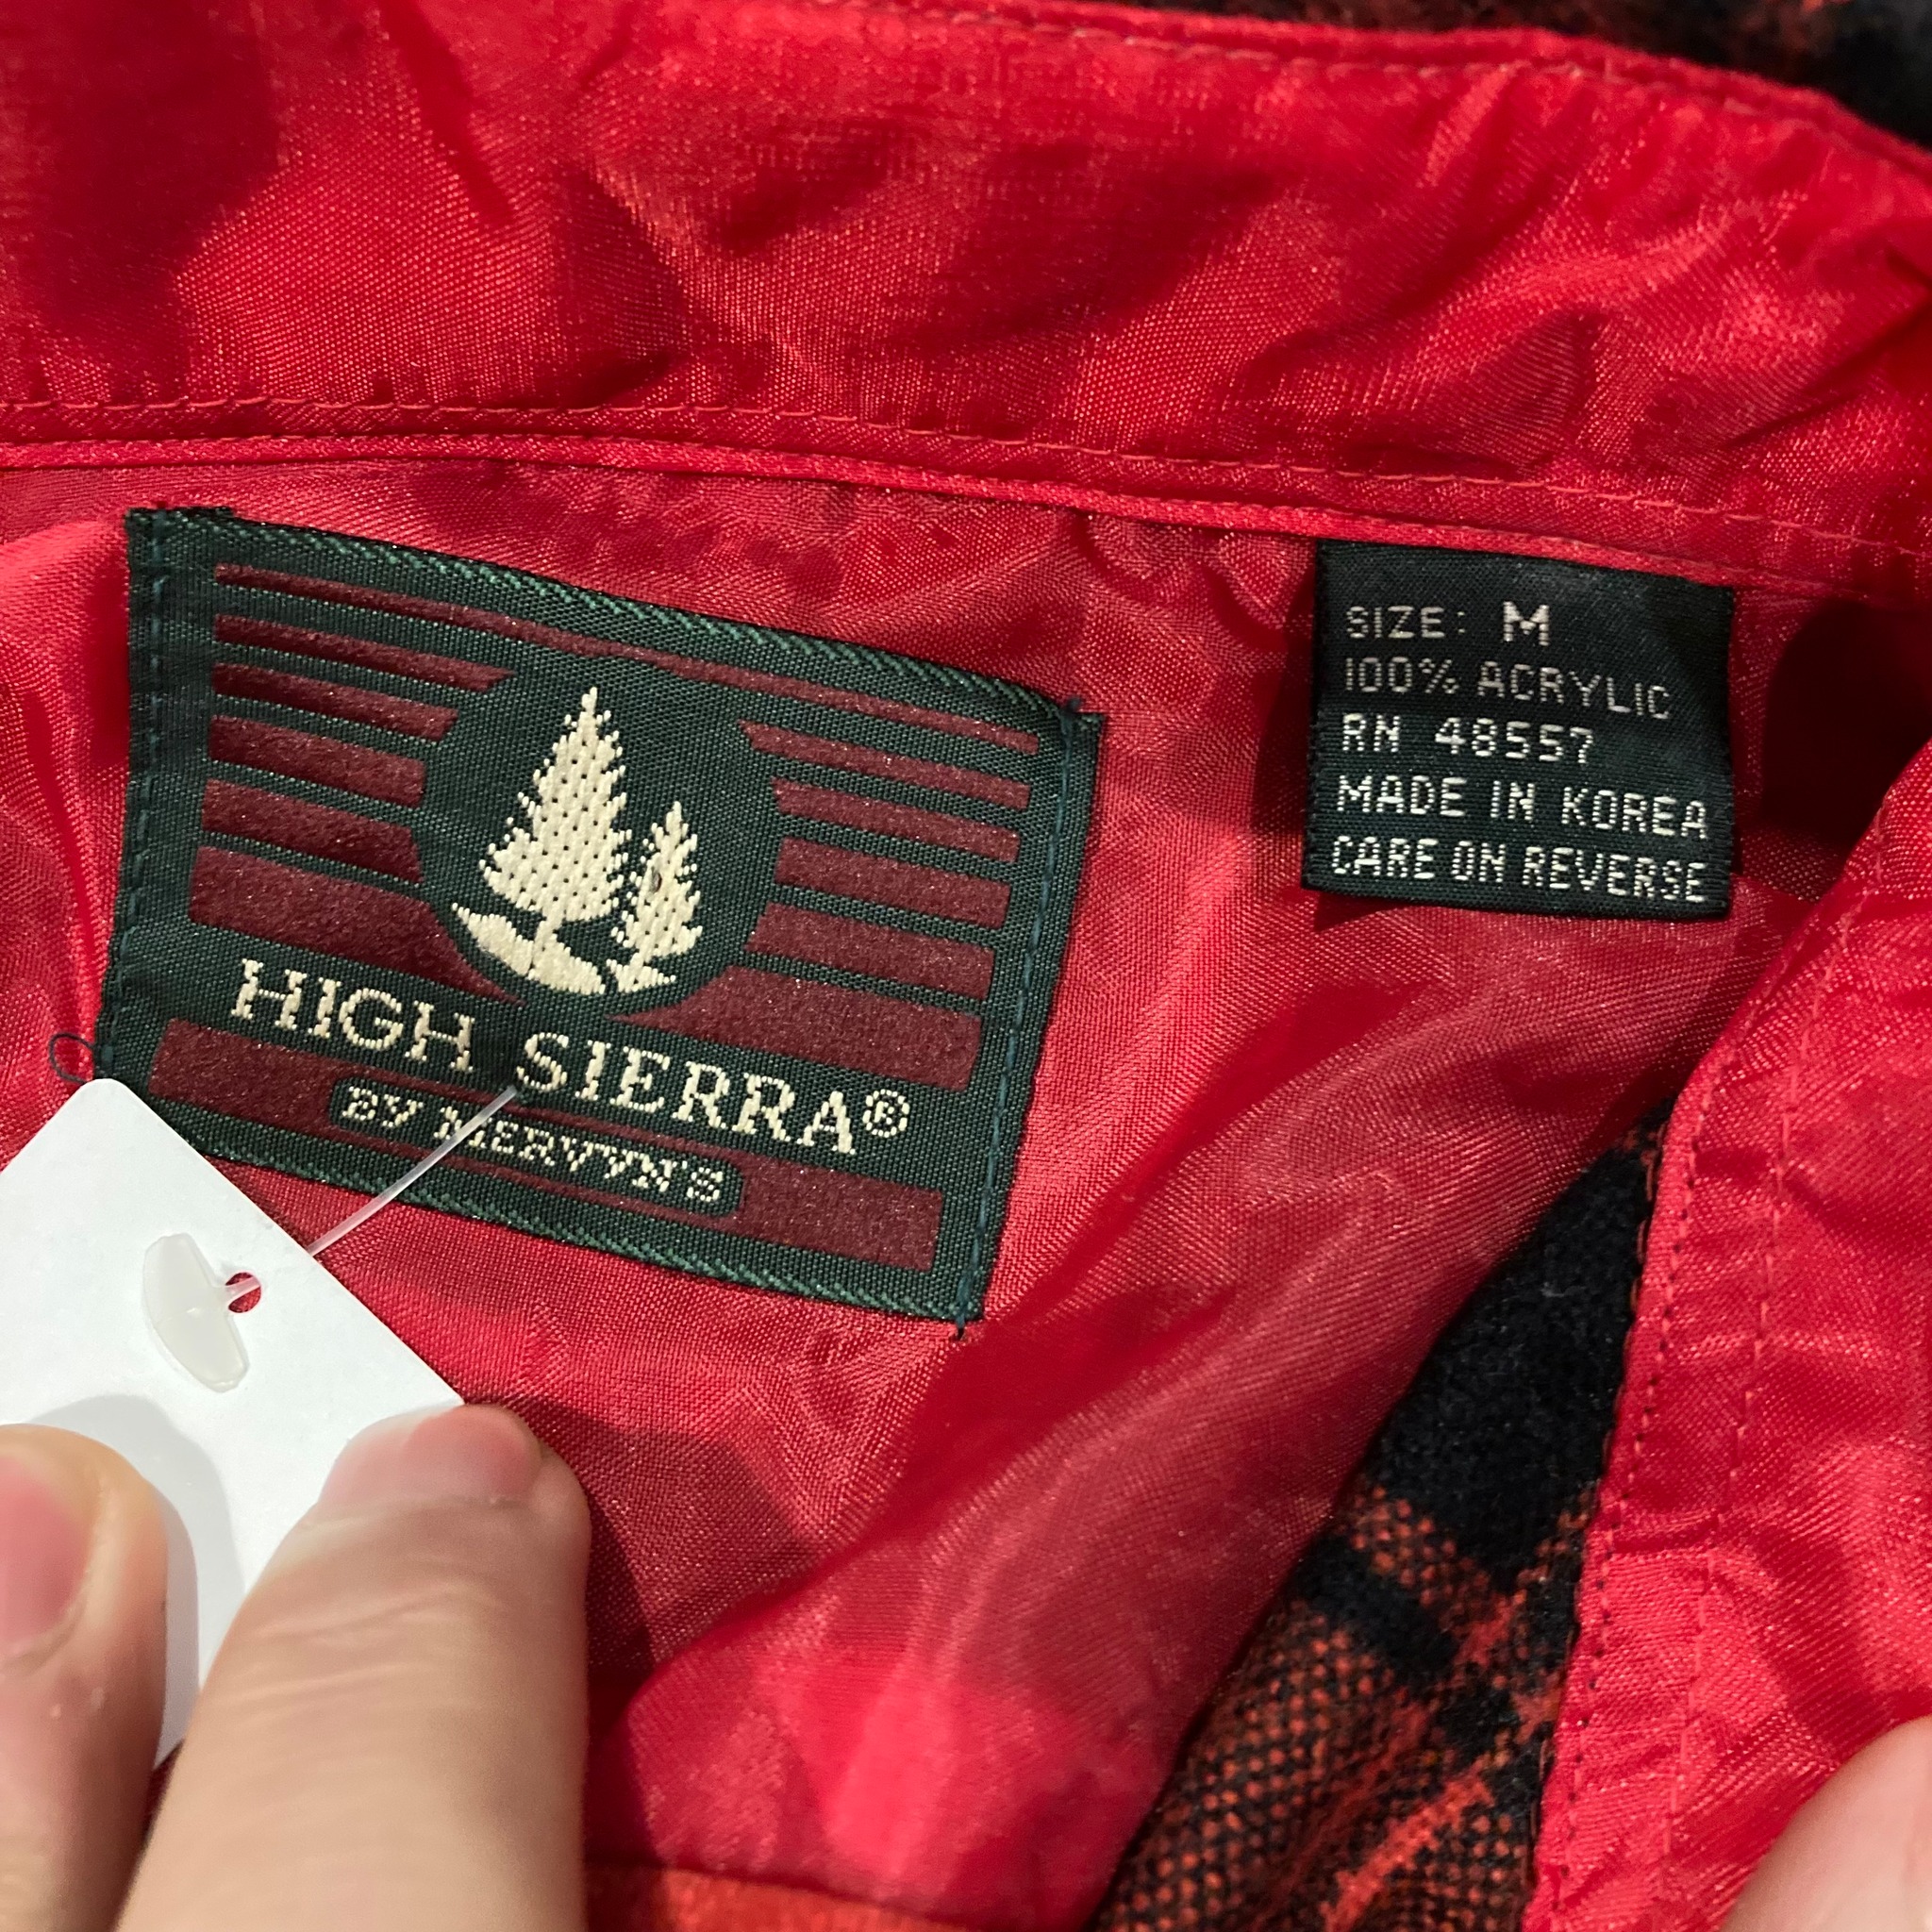 HIGH SIERRA®
BY MERVYN'S
SIZE: M
100% ACRYLIC
RN 48557
MADE IN KOREA
CARE ON REVERSE